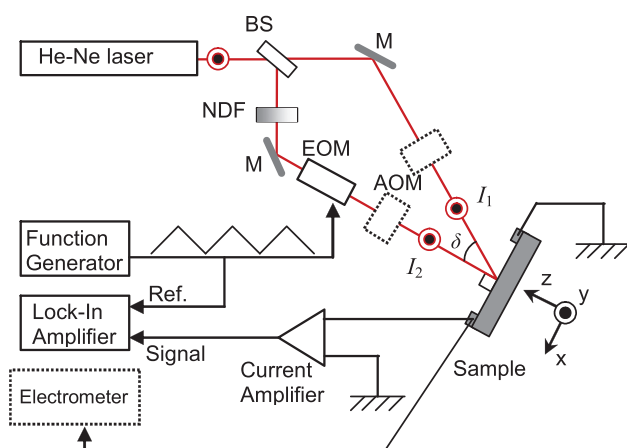 BS
M
He-Ne laser
NDF
EOM
M
AOM
I₁
δ
I₂
Function
Generator
Ref.
Lock-In
Amplifier
Signal
Current
Amplifier
Sample
z
y
x
Electrometer